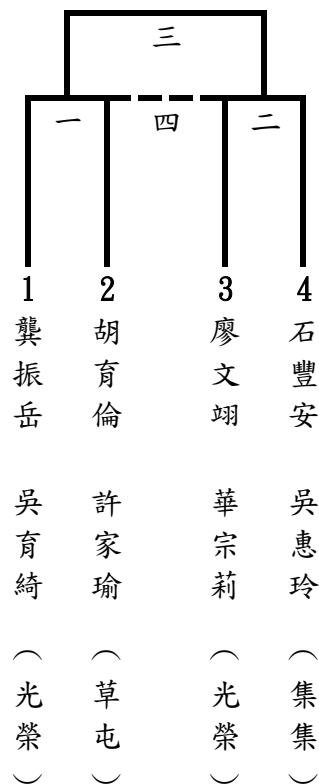 三
一 四 二
1 2 3 4
龔振岳 吳育綺 （光榮）
胡育倫 許家瑜 （草屯）
廖文翊 華宗莉 （光榮）
石豐安 吳惠玲 （集集）